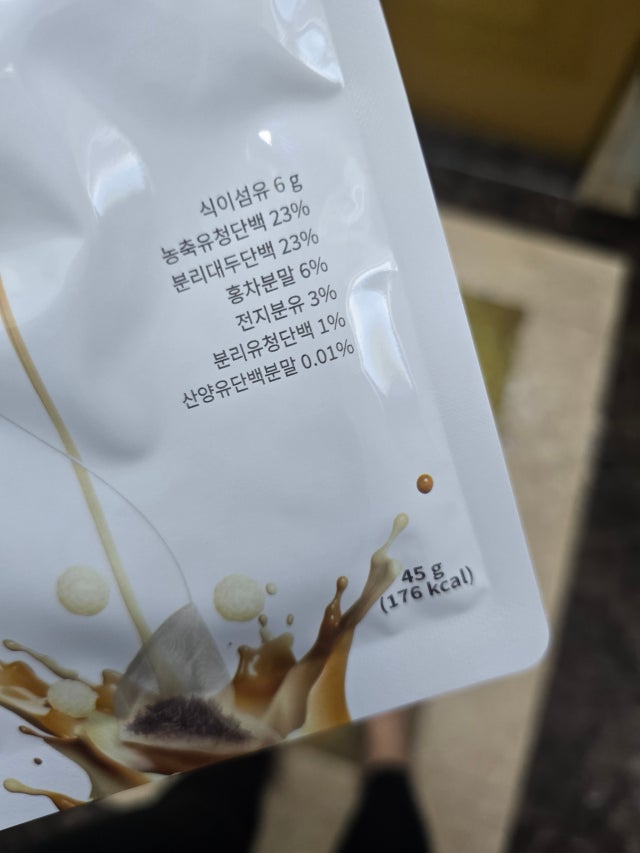 식이섬유 6 g
농축유청단백 23%
분리대두단백 23%
홍차분말 6%
전지분유 3%
분리유청단백 1%
산양유단백분말 0.01%
45 g
(176 kcal)